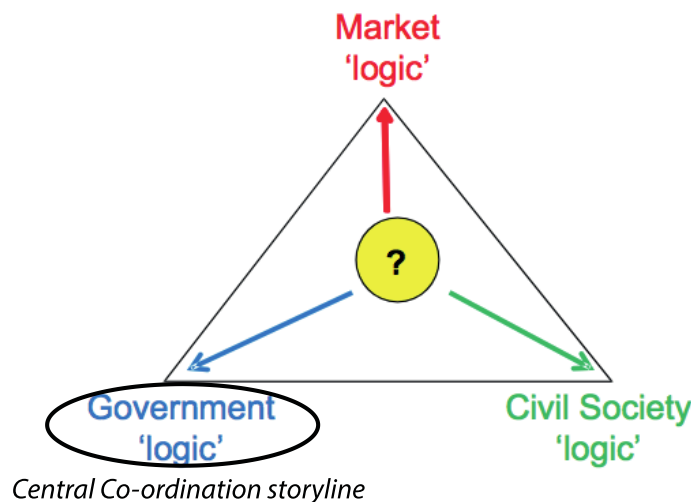 Market
‘logic’
?
Government
‘logic’
Civil Society
‘logic’
Central Co-ordination storyline